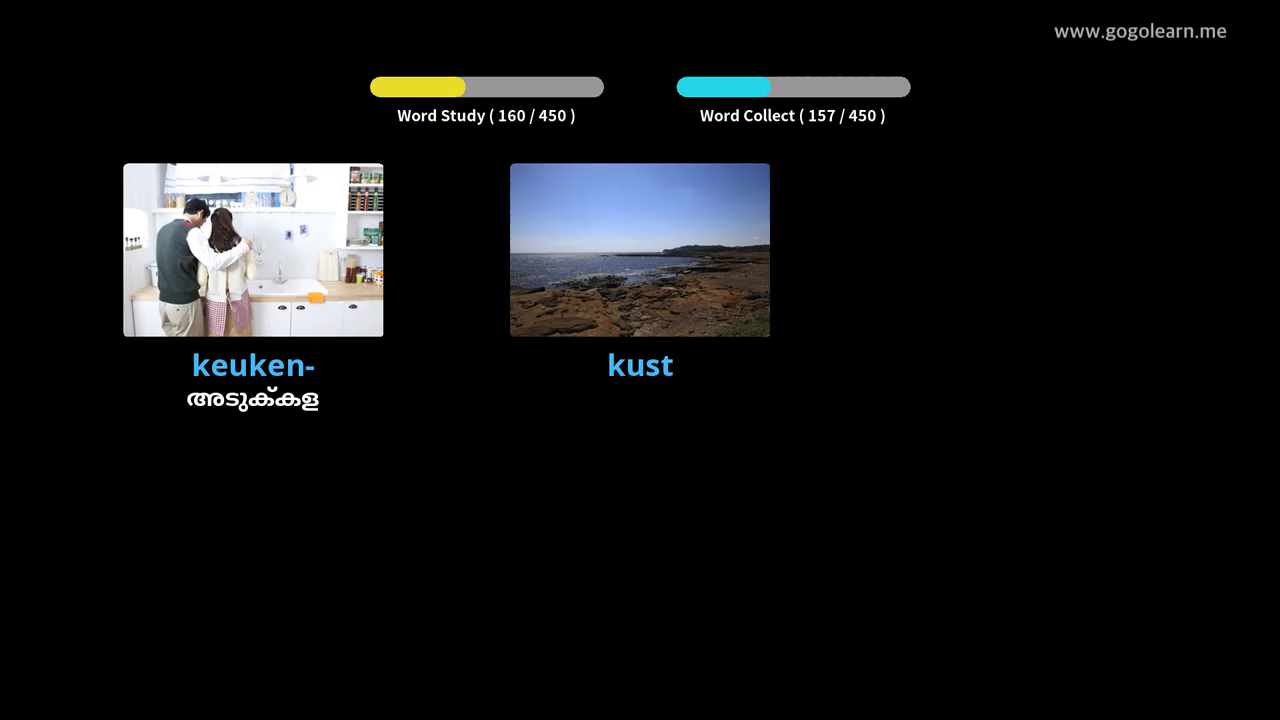 www.gogolearn.me
Word Study ( 160 / 450 )
Word Collect ( 157 / 450 )
keuken-
അടുക്കള
kust